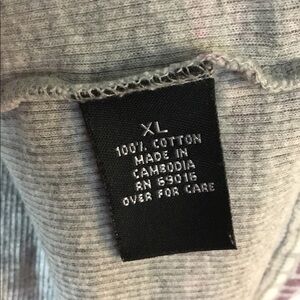 XL
100% COTTON
MADE IN
CAMBODIA
RN 69016
OVER FOR CARE